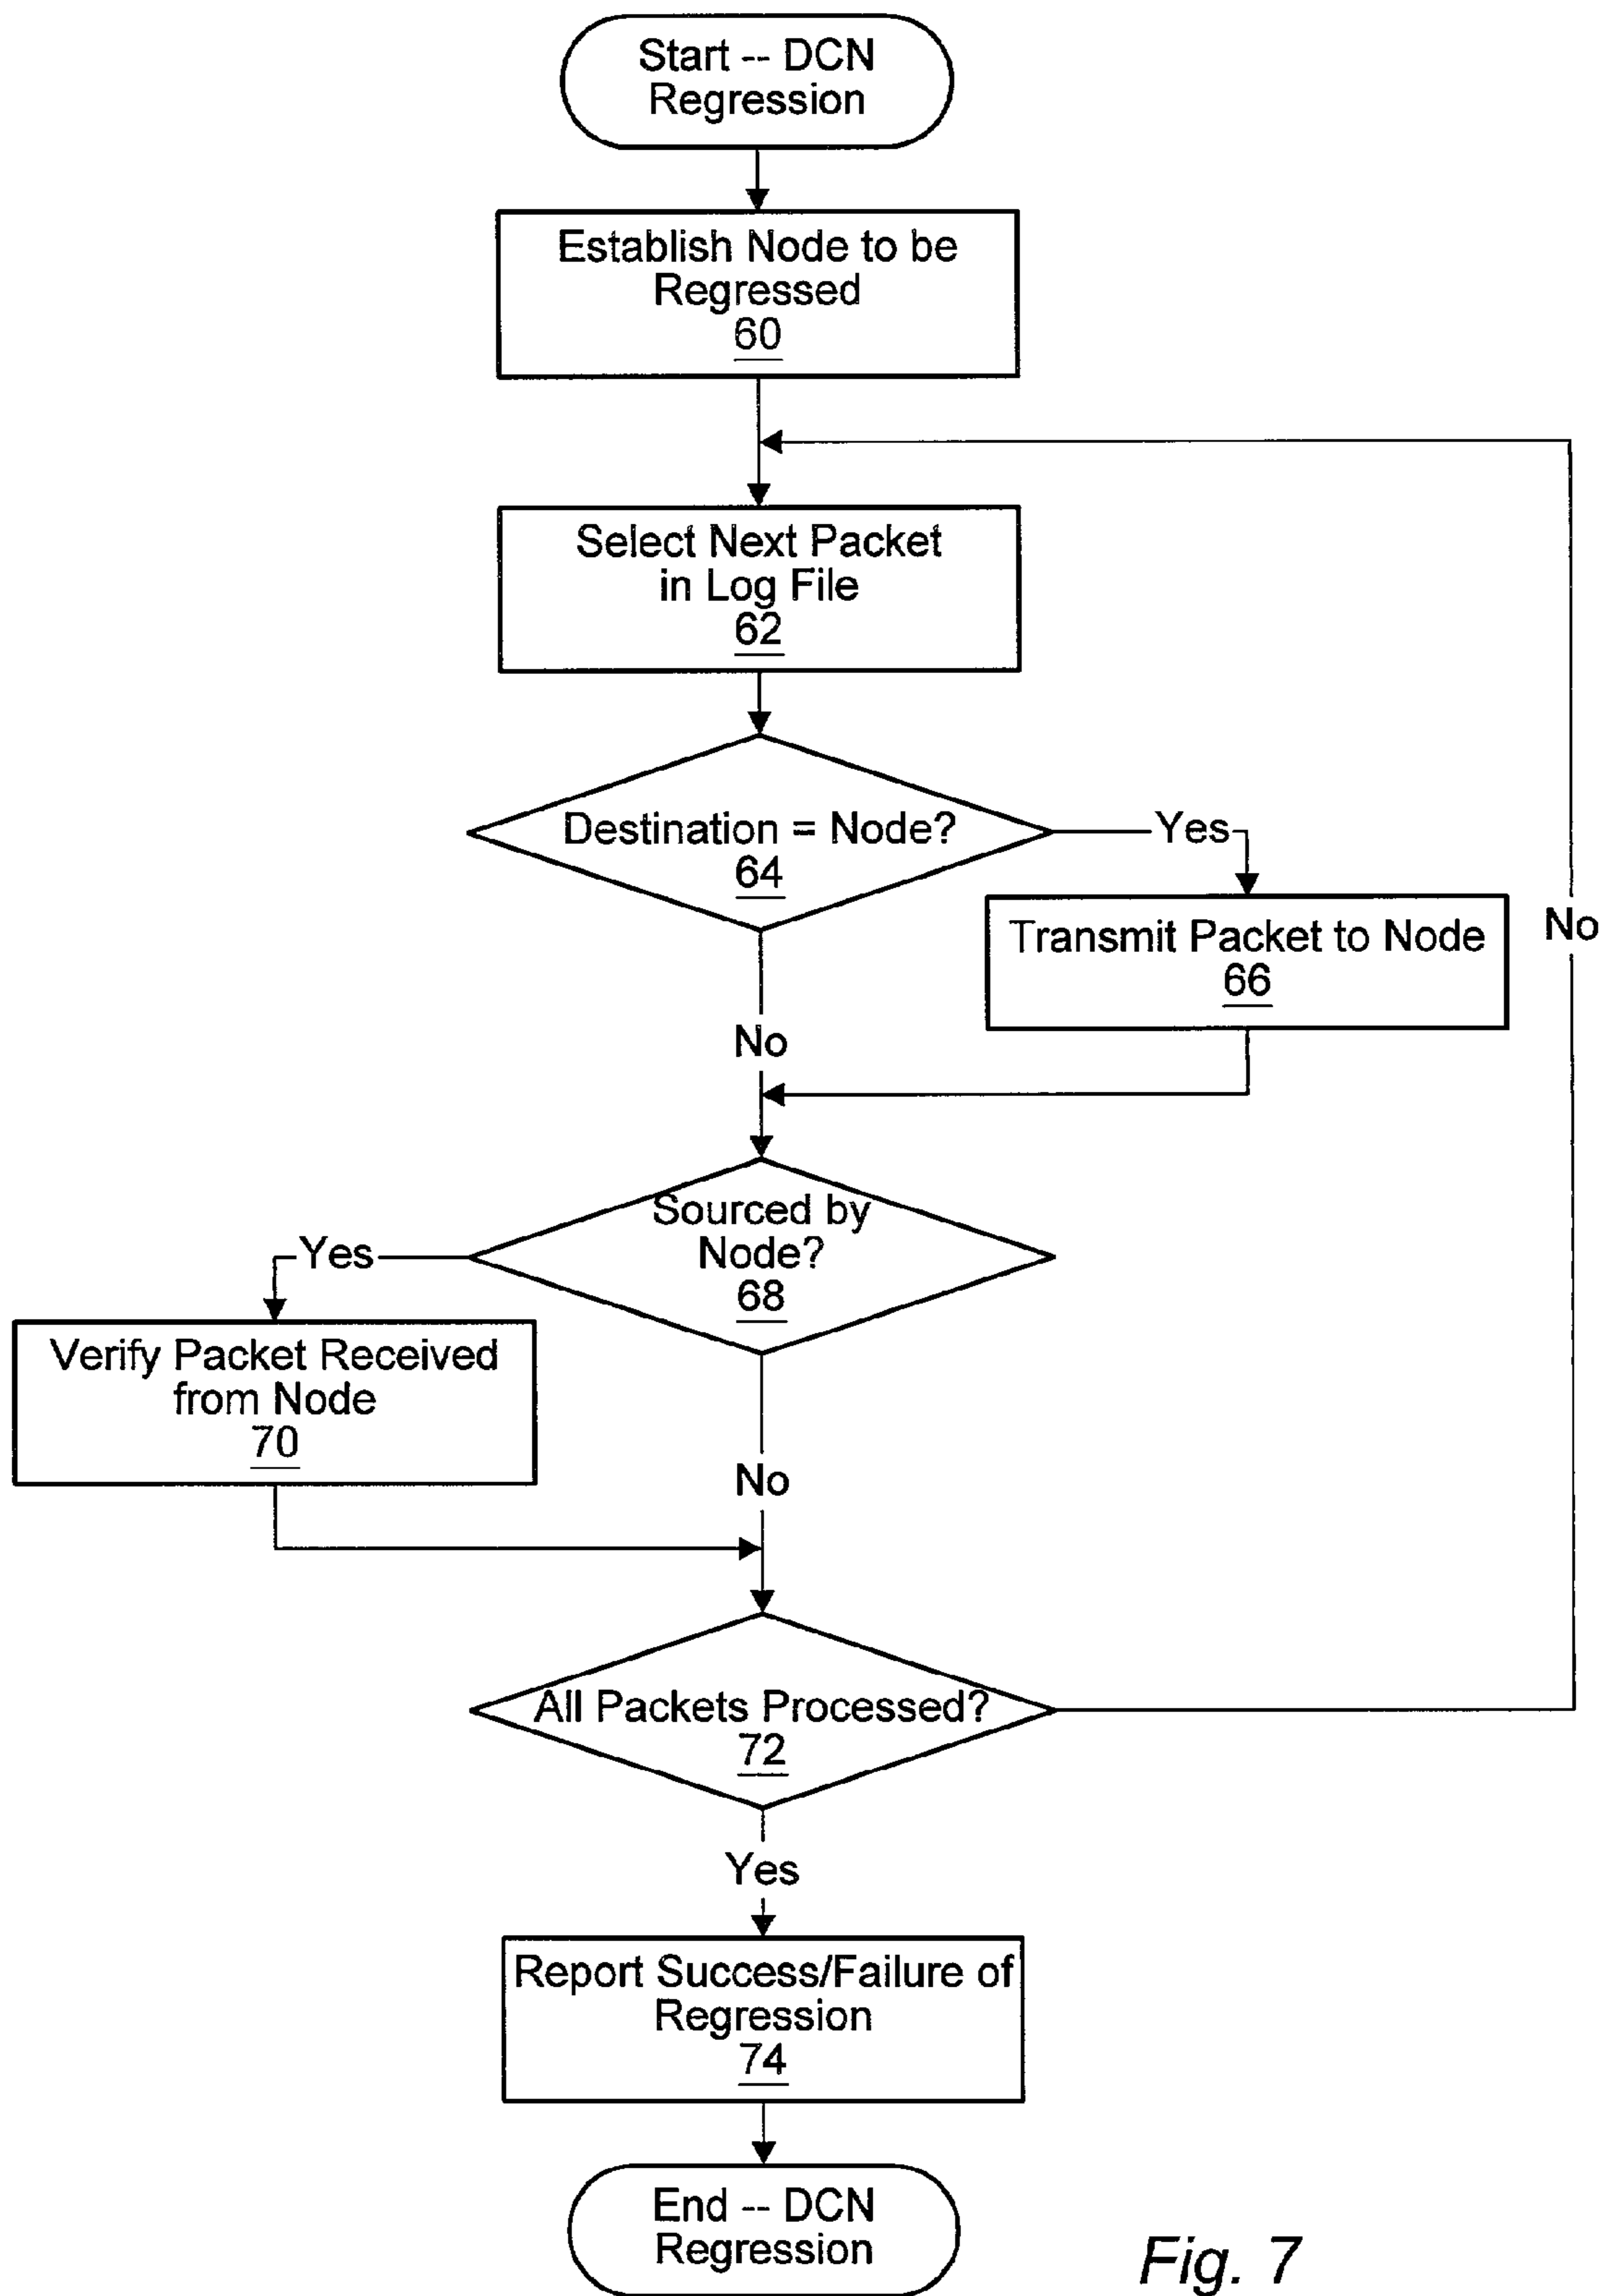 Start -- DCN
Regression
Establish Node to be
Regressed
60
Select Next Packet
in Log File
62
Destination = Node?
64
Yes
Transmit Packet to Node
66
No
No
Sourced by
Node?
68
Yes
Verify Packet Received
from Node
70
No
All Packets Processed?
72
Yes
Report Success/Failure of
Regression
74
End -- DCN
Regression
Fig. 7